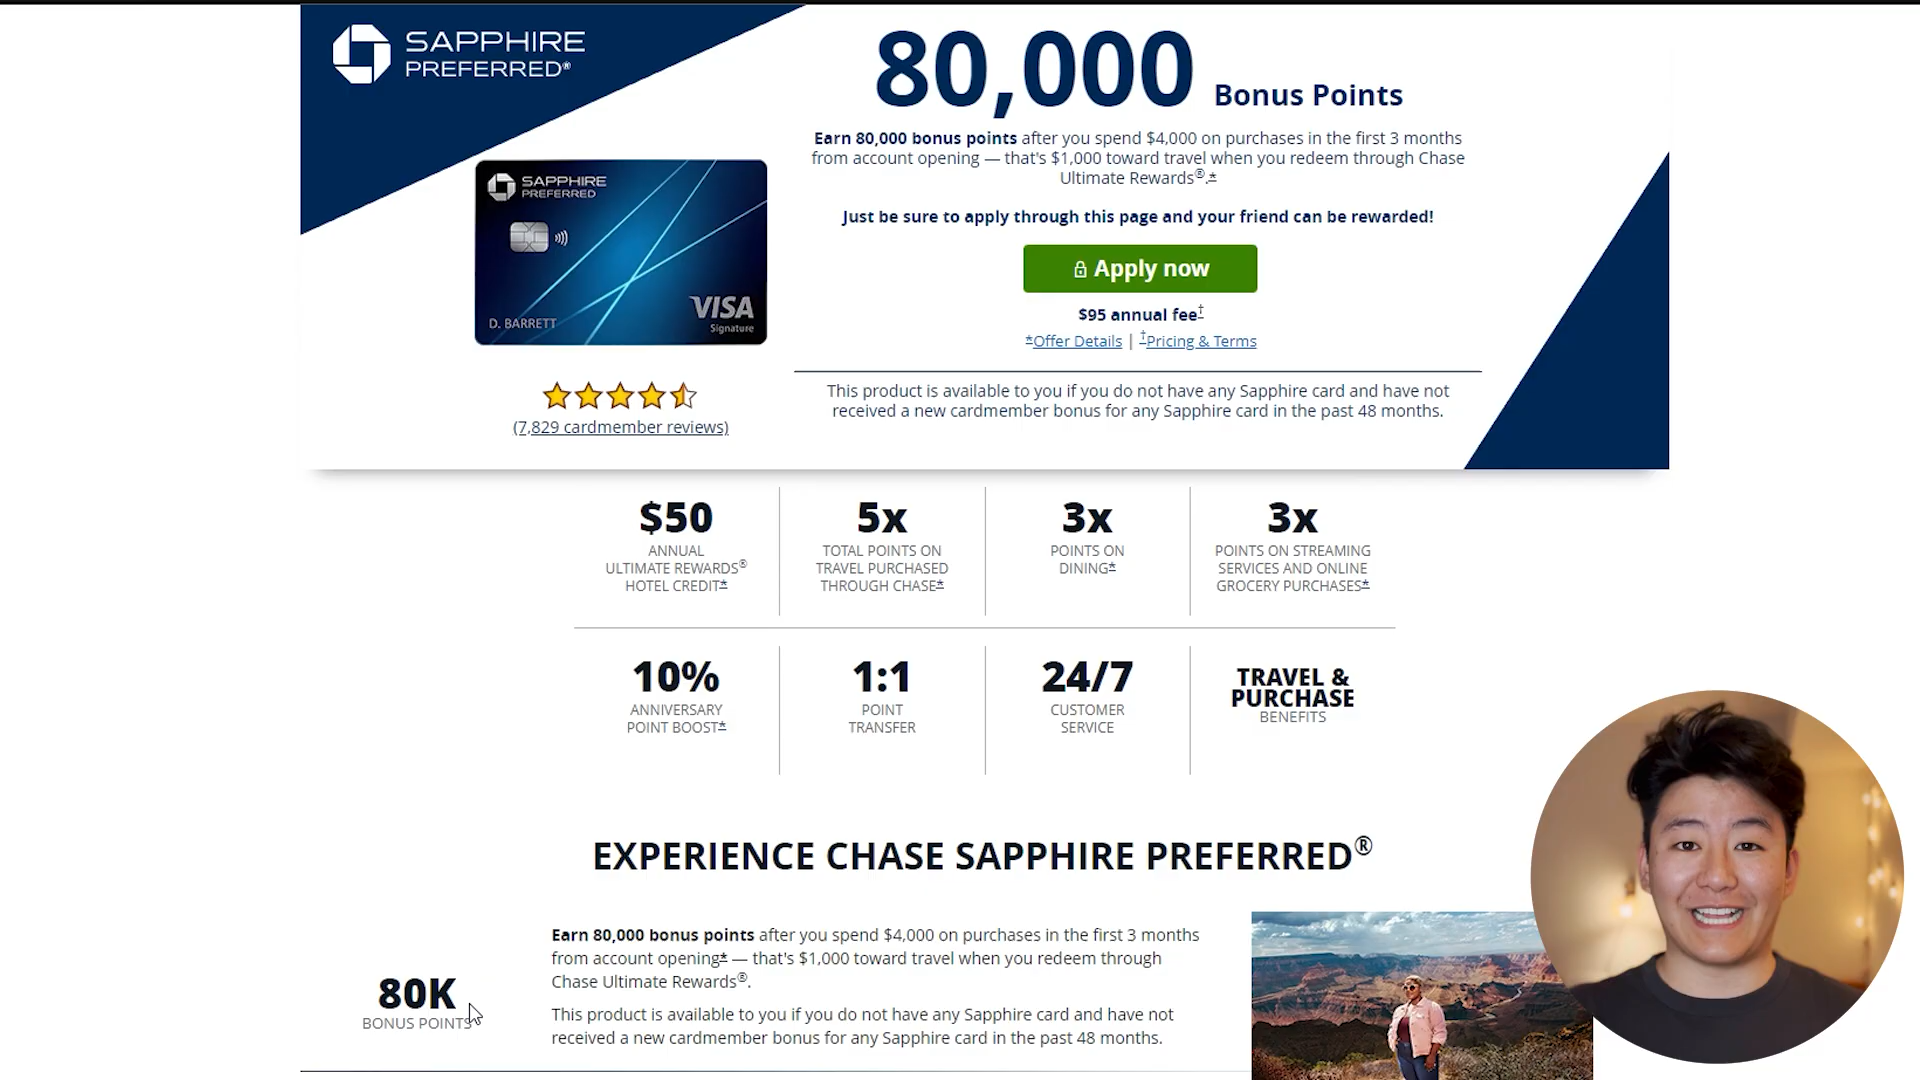 SAPPHIRE
PREFERRED®
80,000 Bonus Points
Earn 80,000 bonus points after you spend $4,000 on purchases in the first 3 months
from account opening — that's $1,000 toward travel when you redeem through Chase
Ultimate Rewards®.*
Just be sure to apply through this page and your friend can be rewarded!
Apply now
$95 annual fee†
*Offer Details | †Pricing & Terms
This product is available to you if you do not have any Sapphire card and have not
received a new cardmember bonus for any Sapphire card in the past 48 months.
SAPPHIRE
PREFERRED
D. BARRETT
VISA
Signature
(7,829 cardmember reviews)
$50
ANNUAL
ULTIMATE REWARDS®
HOTEL CREDIT*
5x
TOTAL POINTS ON
TRAVEL PURCHASED
THROUGH CHASE*
3x
POINTS ON
DINING*
3x
POINTS ON STREAMING
SERVICES AND ONLINE
GROCERY PURCHASES*
10%
ANNIVERSARY
POINT BOOST*
1:1
POINT
TRANSFER
24/7
CUSTOMER
SERVICE
TRAVEL &
PURCHASE
BENEFITS
EXPERIENCE CHASE SAPPHIRE PREFERRED®
80K
BONUS POINTS
Earn 80,000 bonus points after you spend $4,000 on purchases in the first 3 months
from account opening* — that's $1,000 toward travel when you redeem through
Chase Ultimate Rewards®.
This product is available to you if you do not have any Sapphire card and have not
received a new cardmember bonus for any Sapphire card in the past 48 months.